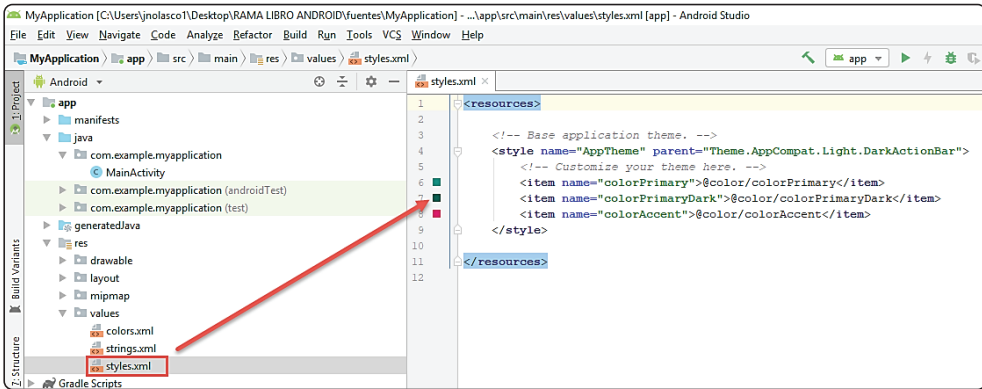 MyApplication [C:\Users\jnolasco1\Desktop\RAMA LIBRO ANDROID\fuentes\MyApplication] - ...\app\src\main\res\values\styles.xml [app] - Android Studio
File Edit View Navigate Code Analyze Refactor Build Run Tools VCS Window Help
MyApplication app src main res values styles.xml
app
Android
styles.xml
1: Project
Build Variants
Z: Structure
app
manifests
java
com.example.myapplication
MainActivity
com.example.myapplication (androidTest)
com.example.myapplication (test)
generatedJava
res
drawable
layout
mipmap
values
colors.xml
strings.xml
styles.xml
Gradle Scripts
1 <resources>
2
3 <!-- Base application theme. -->
4 <style name="AppTheme" parent="Theme.AppCompat.Light.DarkActionBar">
5 <!-- Customize your theme here. -->
6 <item name="colorPrimary">@color/colorPrimary</item>
7 <item name="colorPrimaryDark">@color/colorPrimaryDark</item>
8 <item name="colorAccent">@color/colorAccent</item>
9 </style>
10
11 </resources>
12